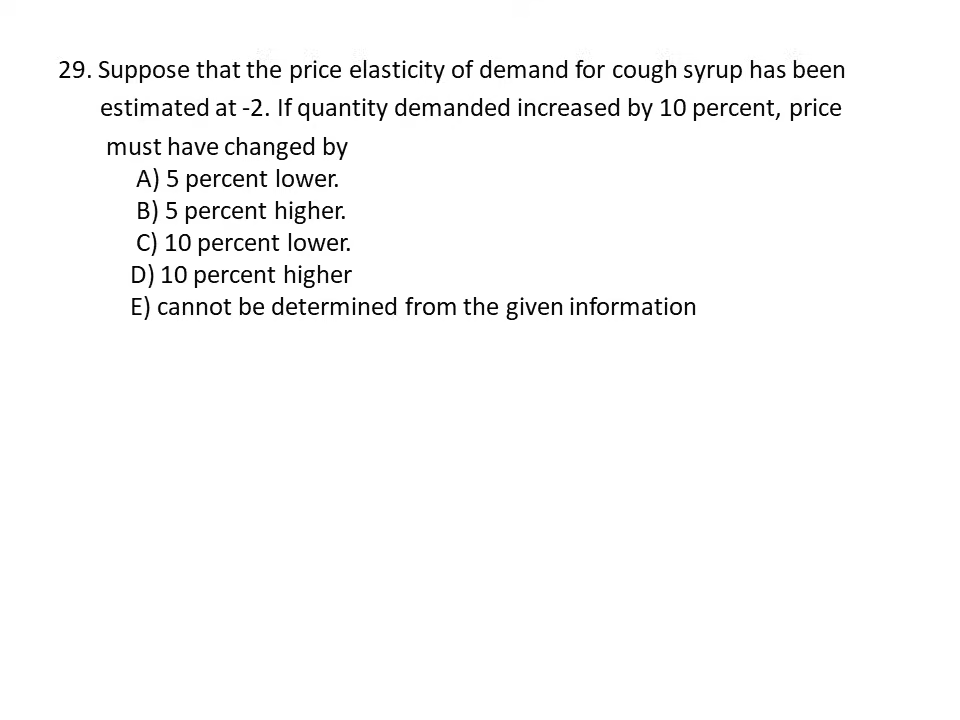 29. Suppose that the price elasticity of demand for cough syrup has been
estimated at -2. If quantity demanded increased by 10 percent, price
must have changed by
A) 5 percent lower.
B) 5 percent higher.
C) 10 percent lower.
D) 10 percent higher
E) cannot be determined from the given information